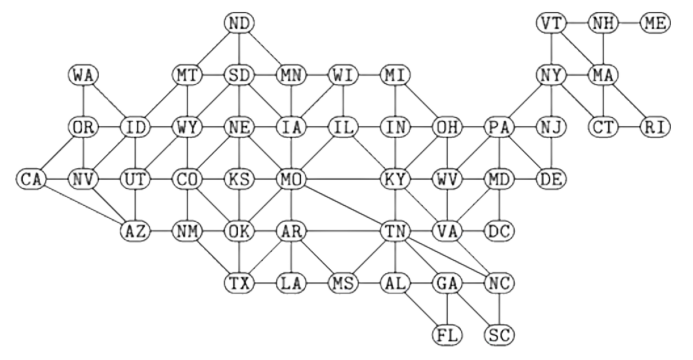 ND VT NH ME
WA MT SD MN WI MI NY MA
OR ID WY NE IA IL IN OH PA NJ CT RI
CA NV UT CO KS MO KY WV MD DE
AZ NM OK AR TN VA DC
TX LA MS AL GA NC
FL SC